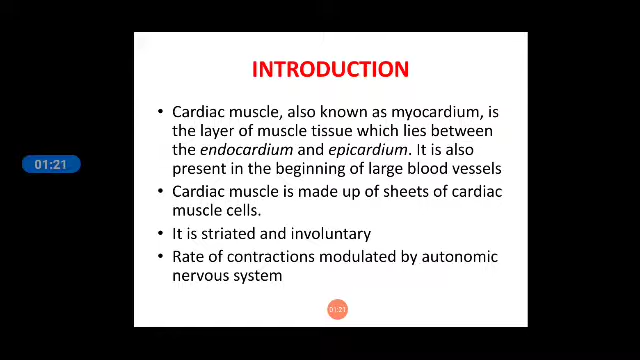 INTRODUCTION
• Cardiac muscle, also known as myocardium, is
the layer of muscle tissue which lies between
the endocardium and epicardium. It is also
present in the beginning of large blood vessels
• Cardiac muscle is made up of sheets of cardiac
muscle cells.
• It is striated and involuntary
• Rate of contractions modulated by autonomic
nervous system
01:21
01:21